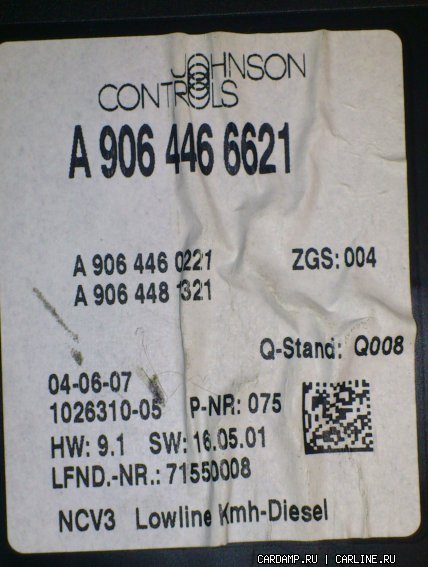 JOHNSON
CONTROLS
A 906 446 6621
A 906 446 0221 ZGS: 004
A 906 448 1321
Q-Stand: Q008
04-06-07
1026310-05 P-NR: 075
HW: 9.1 SW: 16.05.01
LFND.-NR.: 71550008
NCV3 Lowline Kmh-Diesel
CARDAMP.RU | CARLINE.RU